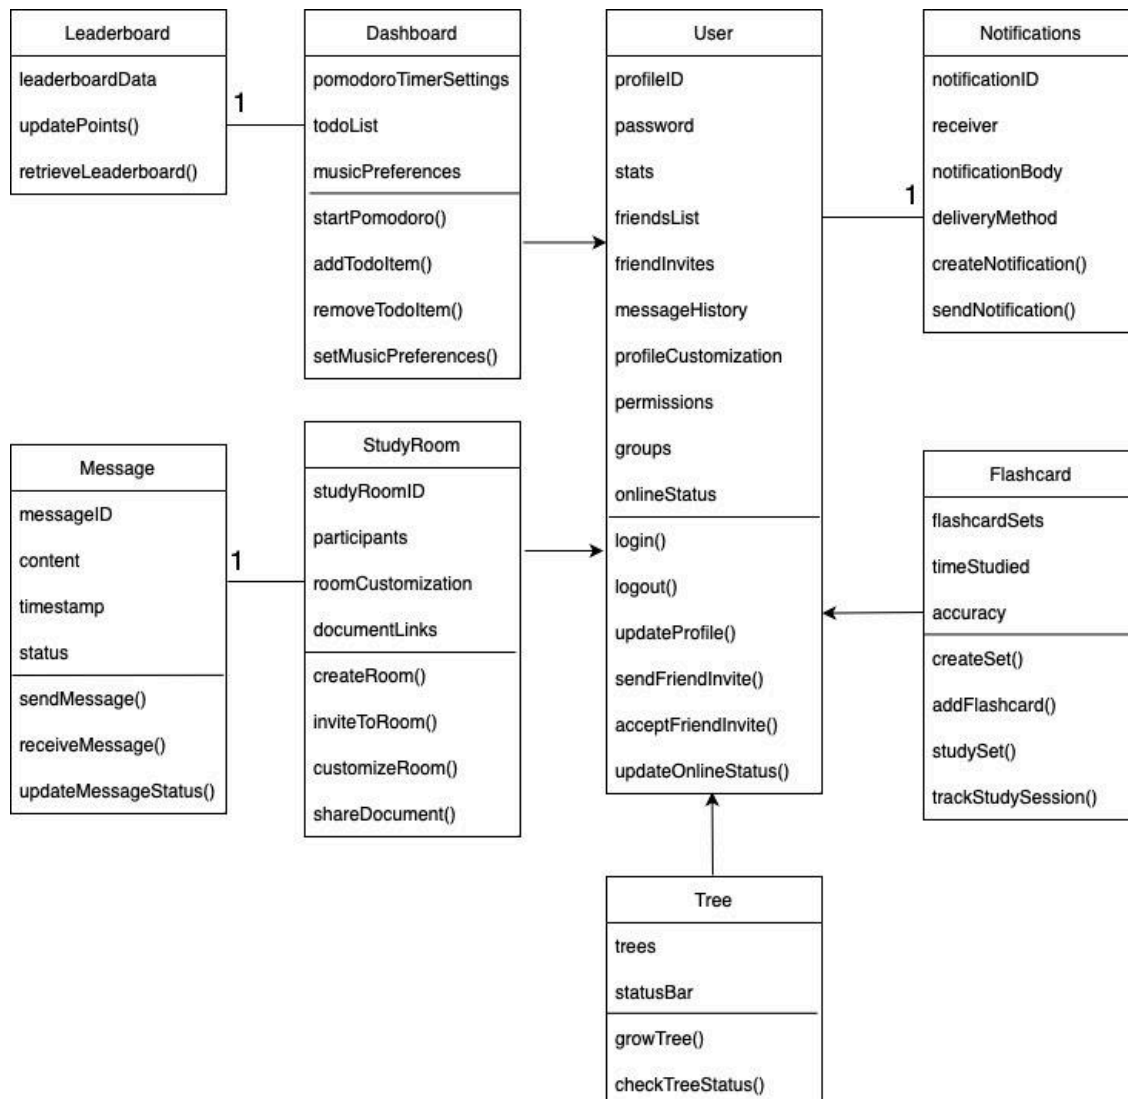 Leaderboard
leaderboardData
updatePoints()
retrieveLeaderboard()
1
Dashboard
pomodoroTimerSettings
todoList
musicPreferences
startPomodoro()
addTodoItem()
removeTodoItem()
setMusicPreferences()
User
profileID
password
stats
friendsList
friendInvites
messageHistory
profileCustomization
permissions
groups
onlineStatus
login()
logout()
updateProfile()
sendFriendInvite()
acceptFriendInvite()
updateOnlineStatus()
1
Notifications
notificationID
receiver
notificationBody
deliveryMethod
createNotification()
sendNotification()
Message
messageID
content
timestamp
status
sendMessage()
receiveMessage()
updateMessageStatus()
1
StudyRoom
studyRoomID
participants
roomCustomization
documentLinks
createRoom()
inviteToRoom()
customizeRoom()
shareDocument()
Flashcard
flashcardSets
timeStudied
accuracy
createSet()
addFlashcard()
studySet()
trackStudySession()
Tree
trees
statusBar
growTree()
checkTreeStatus()